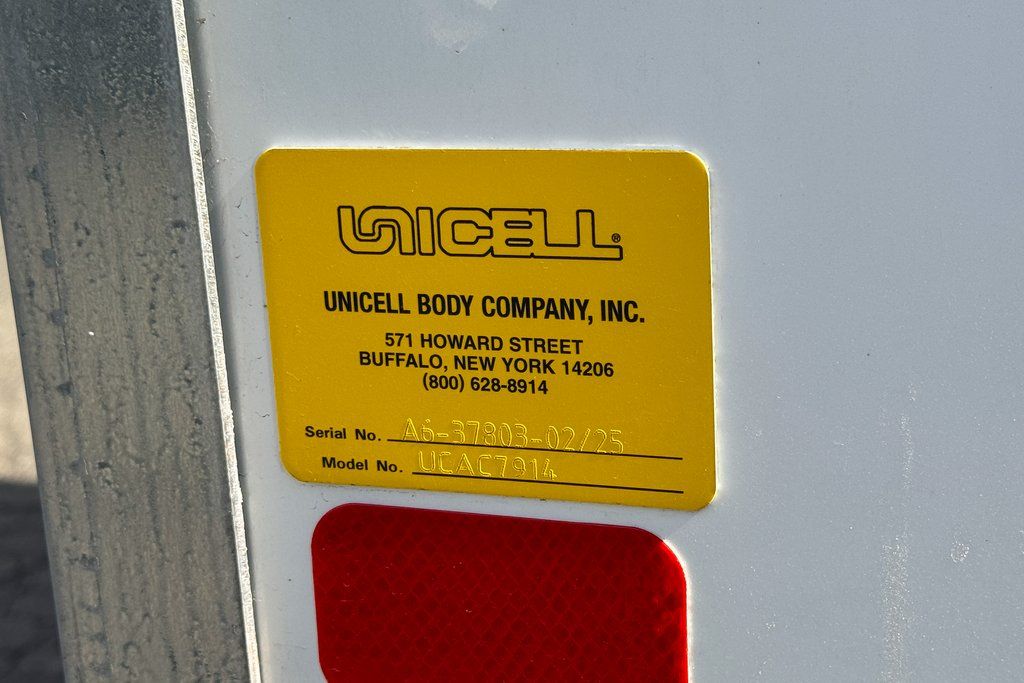 UNICELL®
UNICELL BODY COMPANY, INC.
571 HOWARD STREET
BUFFALO, NEW YORK 14206
(800) 628-8914
Serial No. A6-37803-02/25
Model No. UCAC7914